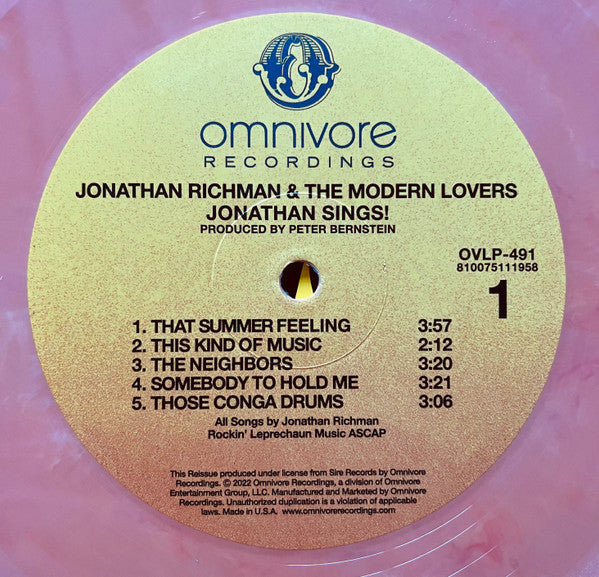 omnivore
RECORDINGS
JONATHAN RICHMAN & THE MODERN LOVERS
JONATHAN SINGS!
PRODUCED BY PETER BERNSTEIN
OVLP-491
810075111958
1
1. THAT SUMMER FEELING 3:57
2. THIS KIND OF MUSIC 2:12
3. THE NEIGHBORS 3:20
4. SOMEBODY TO HOLD ME 3:21
5. THOSE CONGA DRUMS 3:06
All Songs by Jonathan Richman
Rockin' Leprechaun Music ASCAP
This Reissue produced under license from Sire Records by Omnivore
Recordings. © 2022 Omnivore Recordings, a division of Omnivore
Entertainment Group, LLC. Manufactured and Marketed by Omnivore
Recordings. Unauthorized duplication is a violation of applicable
laws. Made in U.S.A. www.omnivorerecordings.com